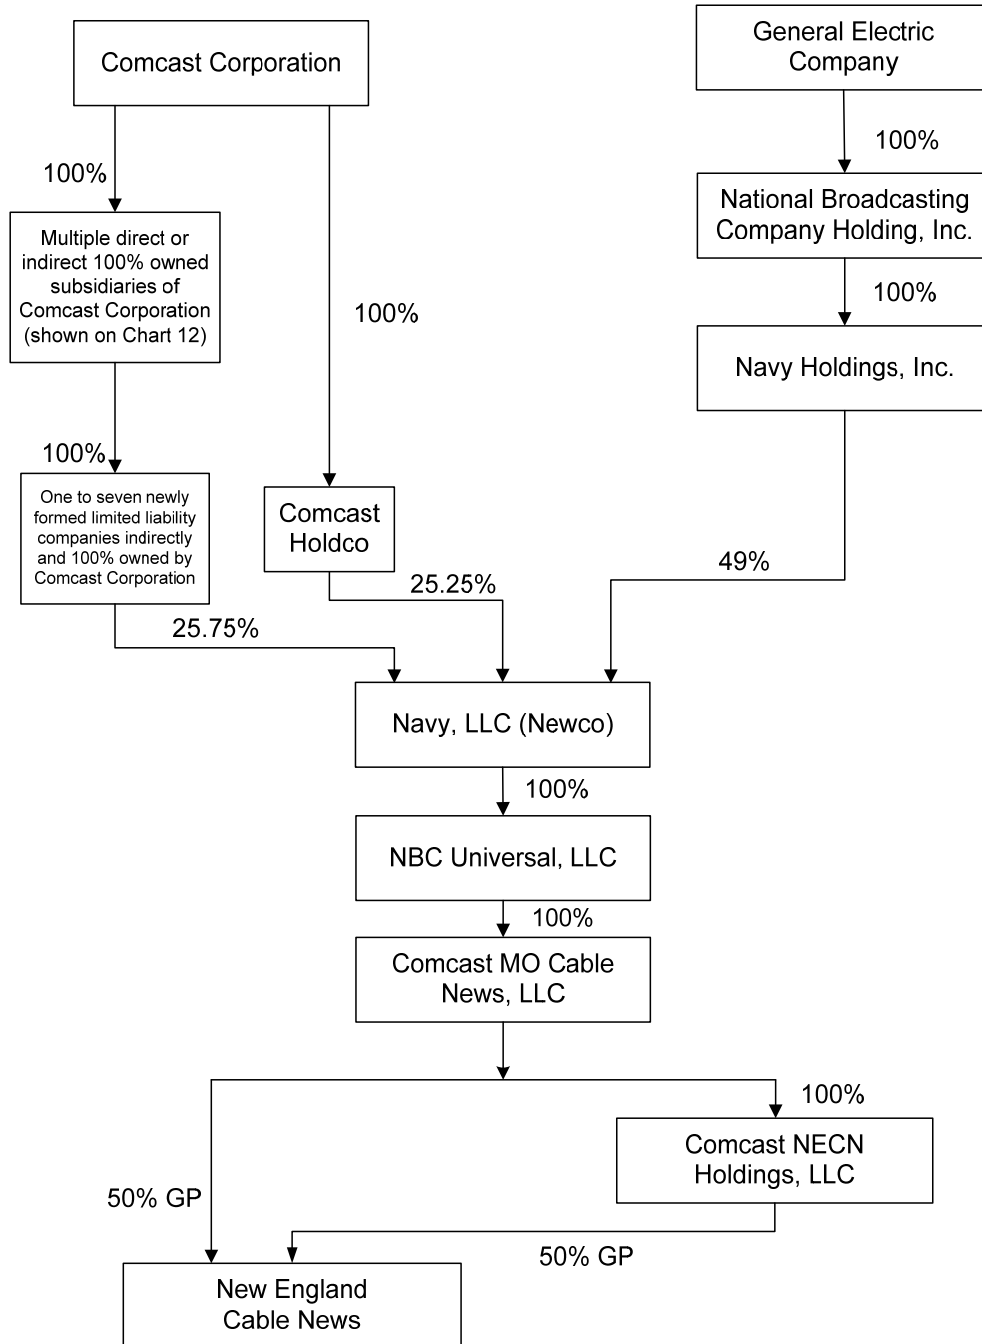 Comcast Corporation
General Electric
Company
100%
100%
National Broadcasting
Company Holding, Inc.
Multiple direct or
indirect 100% owned
subsidiaries of
Comcast Corporation
(shown on Chart 12)
100%
100%
Navy Holdings, Inc.
100%
One to seven newly
formed limited liability
companies indirectly
and 100% owned by
Comcast Corporation
Comcast
Holdco
49%
25.25%
25.75%
Navy, LLC (Newco)
100%
NBC Universal, LLC
100%
Comcast MO Cable
News, LLC
100%
Comcast NECN
Holdings, LLC
50% GP
50% GP
New England
Cable News